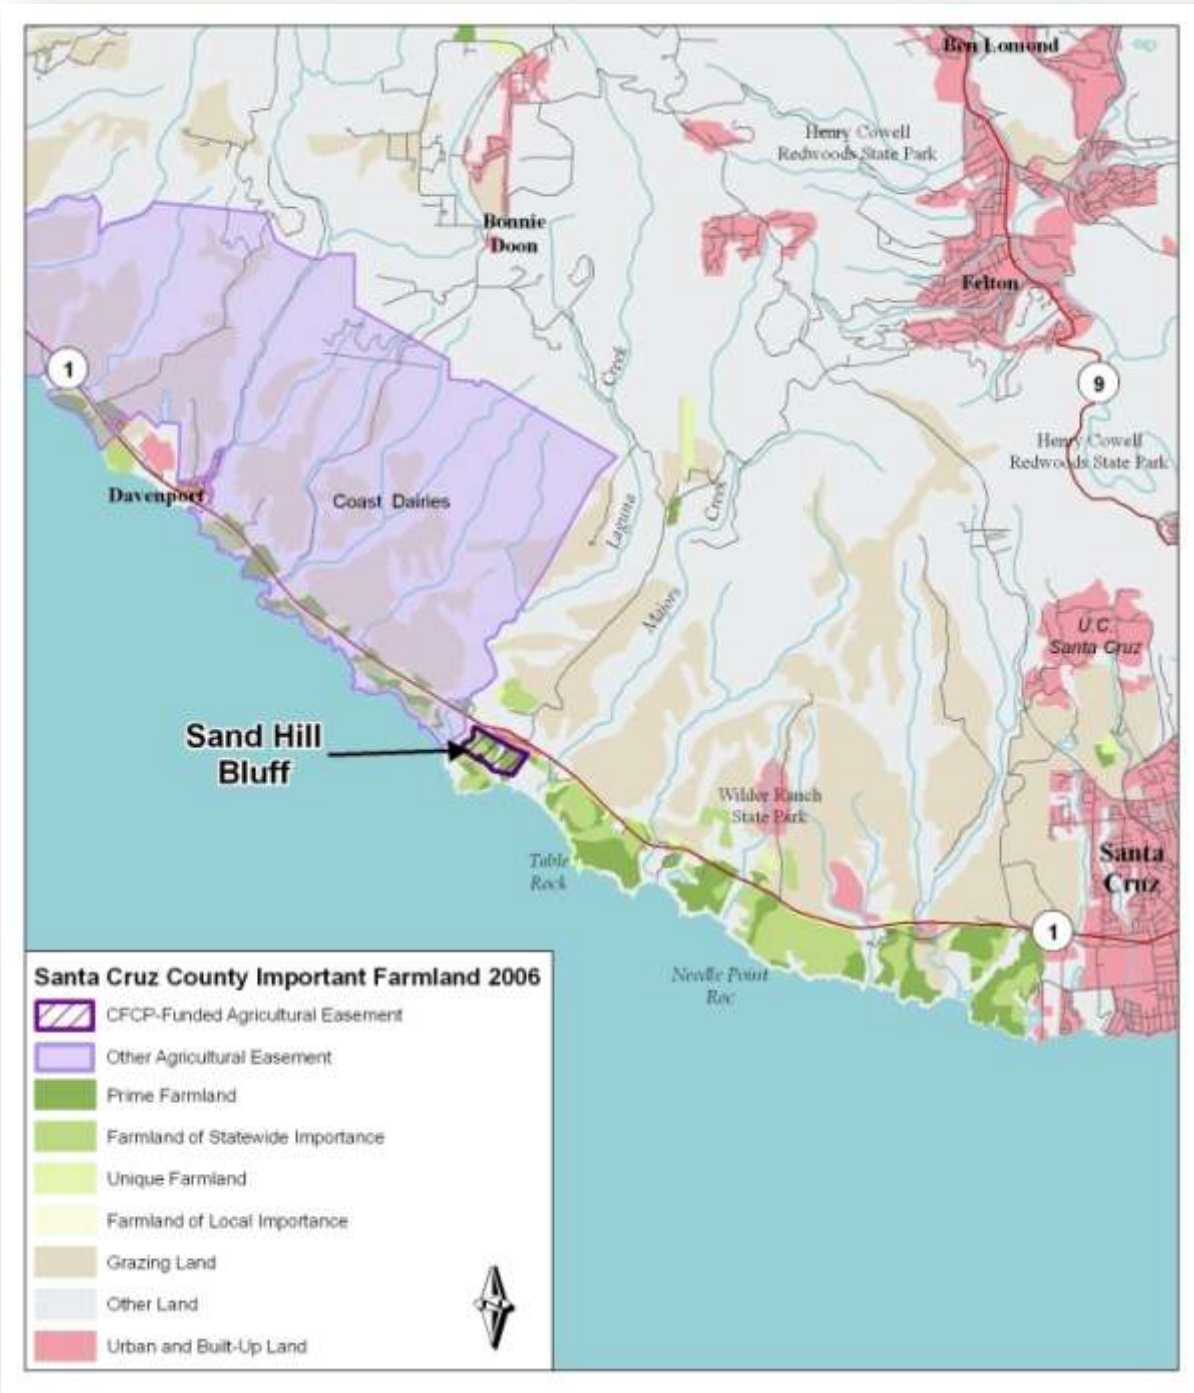 Ben Lomond
Henry Cowell
Redwoods State Park
Bonnie
Doon
Felton
1
9
Creek
Henry Cowell
Redwoods State Park
Davenport
Coast Dairies
Laguna
Creek
Majors
U.C.
Santa Cruz
Sand Hill
Bluff
Wilder Ranch
State Park
Table
Rock
Santa
Cruz
1
Needle Point
Roc
Santa Cruz County Important Farmland 2006
CFCP-Funded Agricultural Easement
Other Agricultural Easement
Prime Farmland
Farmland of Statewide Importance
Unique Farmland
Farmland of Local Importance
Grazing Land
Other Land
Urban and Built-Up Land